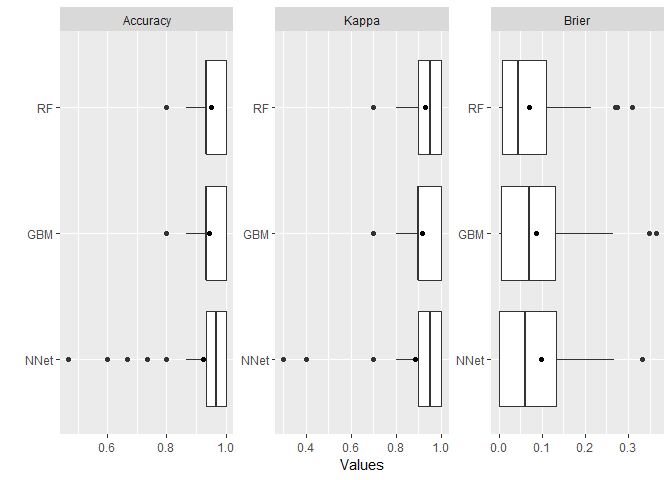 Accuracy Kappa Brier
RF RF RF
GBM GBM GBM
NNet NNet NNet
0.6 0.8 1.0 0.4 0.6 0.8 1.0 0.0 0.1 0.2 0.3
Values